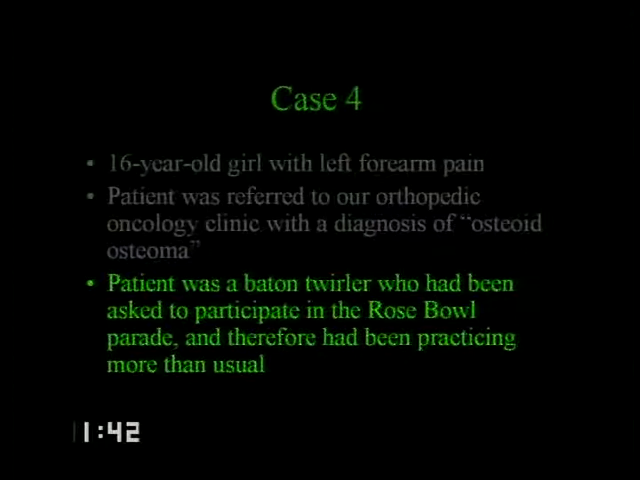 Case 4
• 16-year-old girl with left forearm pain
• Patient was referred to our orthopedic
oncology clinic with a diagnosis of “osteoid
osteoma”
• Patient was a baton twirler who had been
asked to participate in the Rose Bowl
parade, and therefore had been practicing
more than usual
1:42